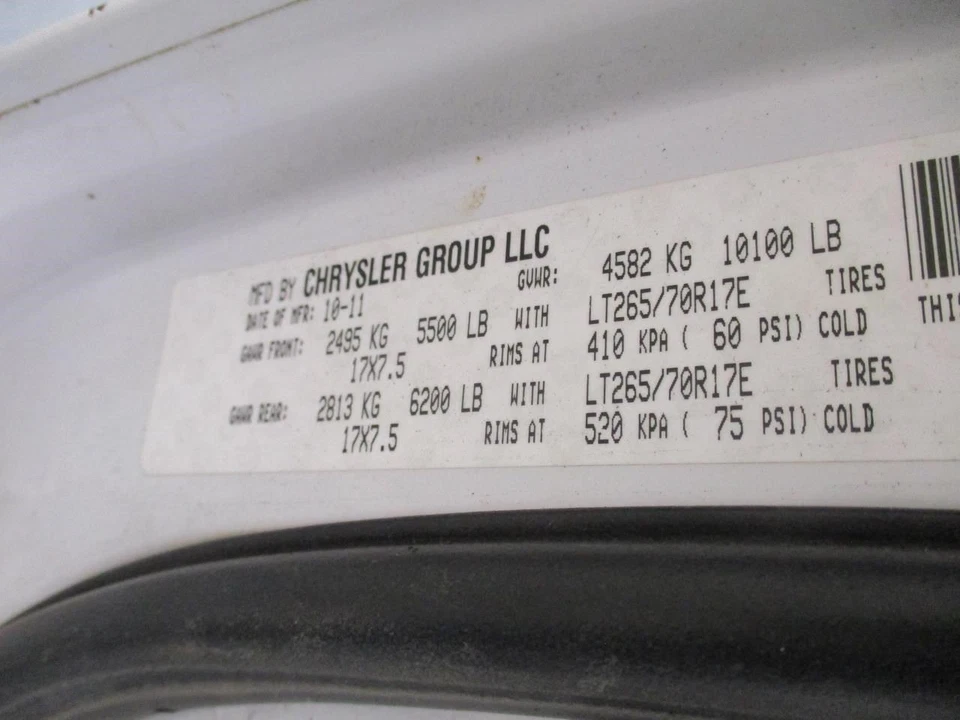 MFD BY CHRYSLER GROUP LLC
DATE OF MFR: 10-11 GVWR: 4582 KG 10100 LB
GAWR FRONT: 2495 KG 5500 LB WITH LT265/70R17E TIRES
17X7.5 RIMS AT 410 KPA ( 60 PSI) COLD
GAWR REAR: 2813 KG 6200 LB WITH LT265/70R17E TIRES
17X7.5 RIMS AT 520 KPA ( 75 PSI) COLD